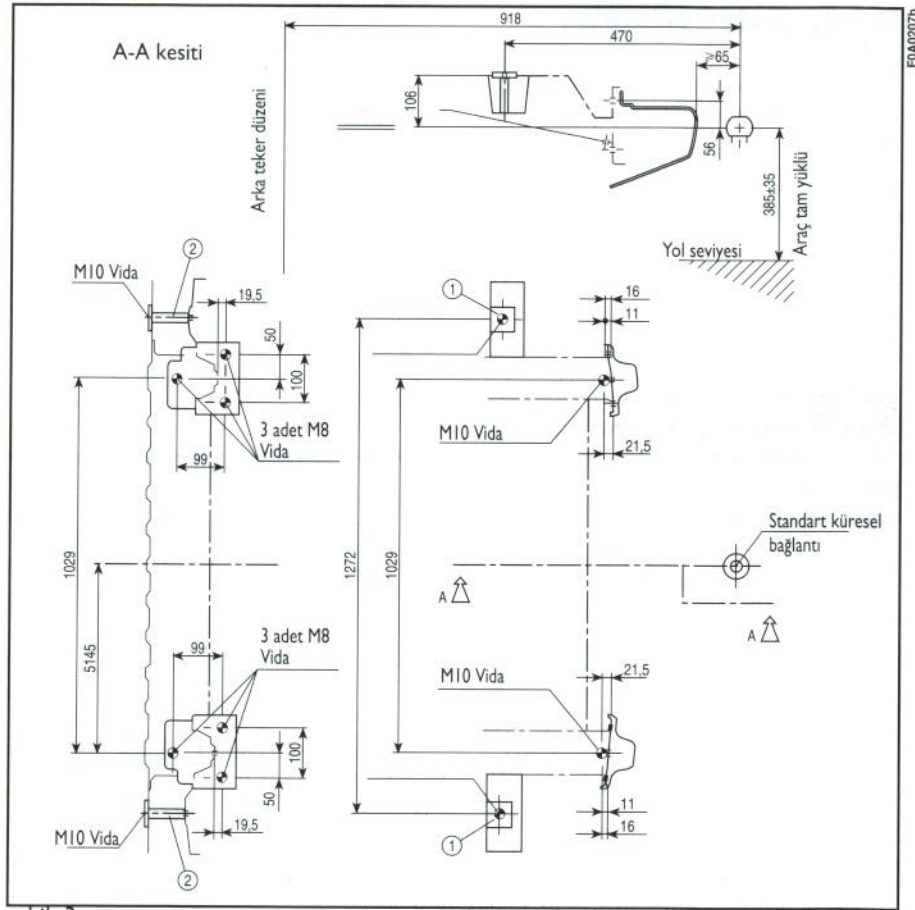 918
A-A kesiti
470
≥65
F0A0207b
106
56
Arka teker düzeni
385±35
Araç tam yüklü
Yol seviyesi
2
M10 Vida
19,5
50
100
3 adet M8
Vida
99
1029
5145
3 adet M8
Vida
99
100
50
19,5
M10 Vida
2
1
16
11
M10 Vida
21,5
1272
1029
Standart küresel
bağlantı
A
A
21,5
M10 Vida
11
16
1